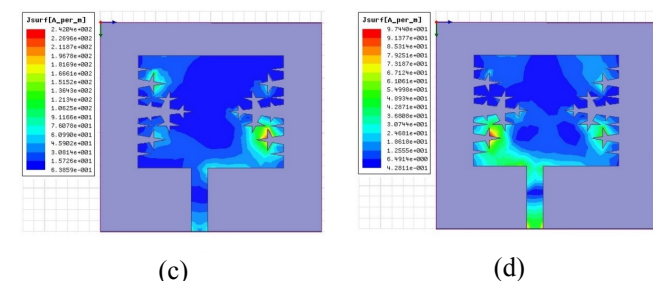 Jsurf[A_per_m]
2.4204e+002
2.2696e+002
2.1187e+002
1.9678e+002
1.8169e+002
1.6661e+002
1.5152e+002
1.3643e+002
1.2134e+002
1.0625e+002
9.1166e+001
7.6078e+001
6.0990e+001
4.5902e+001
3.0814e+001
1.5726e+001
6.3859e-001
Jsurf[A_per_m]
9.7440e+001
9.1377e+001
8.5314e+001
7.9251e+001
7.3187e+001
6.7124e+001
6.1061e+001
5.4998e+001
4.8934e+001
4.2871e+001
3.6808e+001
3.0744e+001
2.4681e+001
1.8618e+001
1.2555e+001
6.4914e+000
4.2811e-001
(c)
(d)